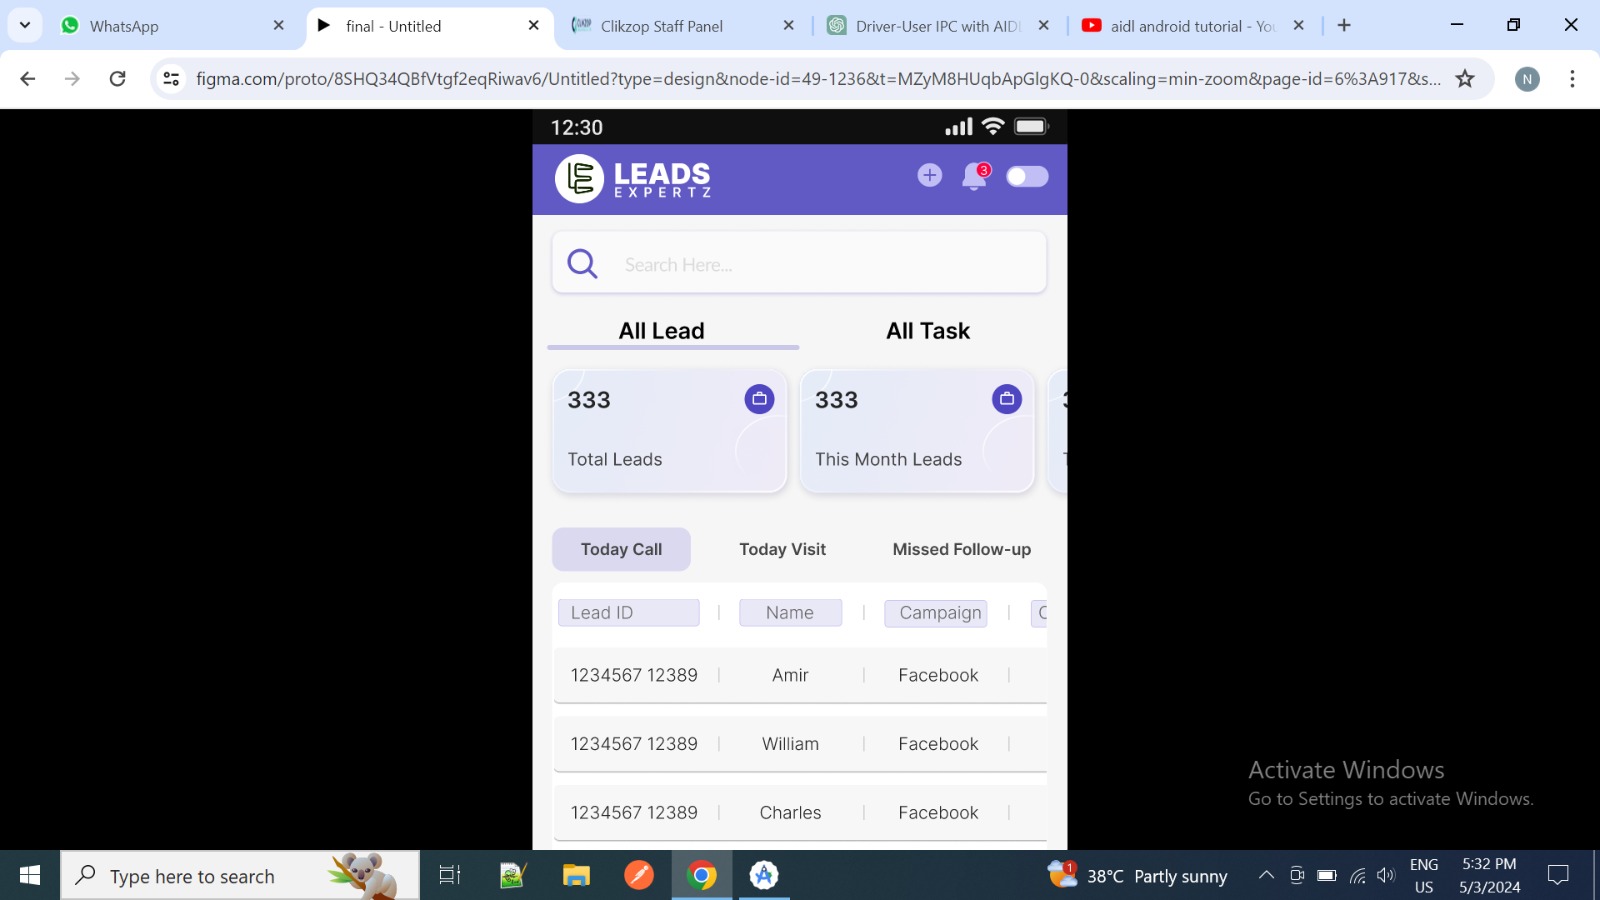 WhatsApp
final - Untitled
Clikzop Staff Panel
Driver-User IPC with AIDL
aidl android tutorial - You
figma.com/proto/8SHQ34QBfVtgf2eqRiwav6/Untitled?type=design&node-id=49-1236&t=MZyM8HUqbApGlgKQ-0&scaling=min-zoom&page-id=6%3A917&s...
N
12:30
LEADS
EXPERTZ
3
Search Here...
All Lead
All Task
333
333
Total Leads
This Month Leads
Today Call
Today Visit
Missed Follow-up
Lead ID | Name | Campaign |
1234567 12389 | Amir | Facebook |
1234567 12389 | William | Facebook |
1234567 12389 | Charles | Facebook |
Activate Windows
Go to Settings to activate Windows.
Type here to search
1
38°C Partly sunny
ENG
US
5:32 PM
5/3/2024